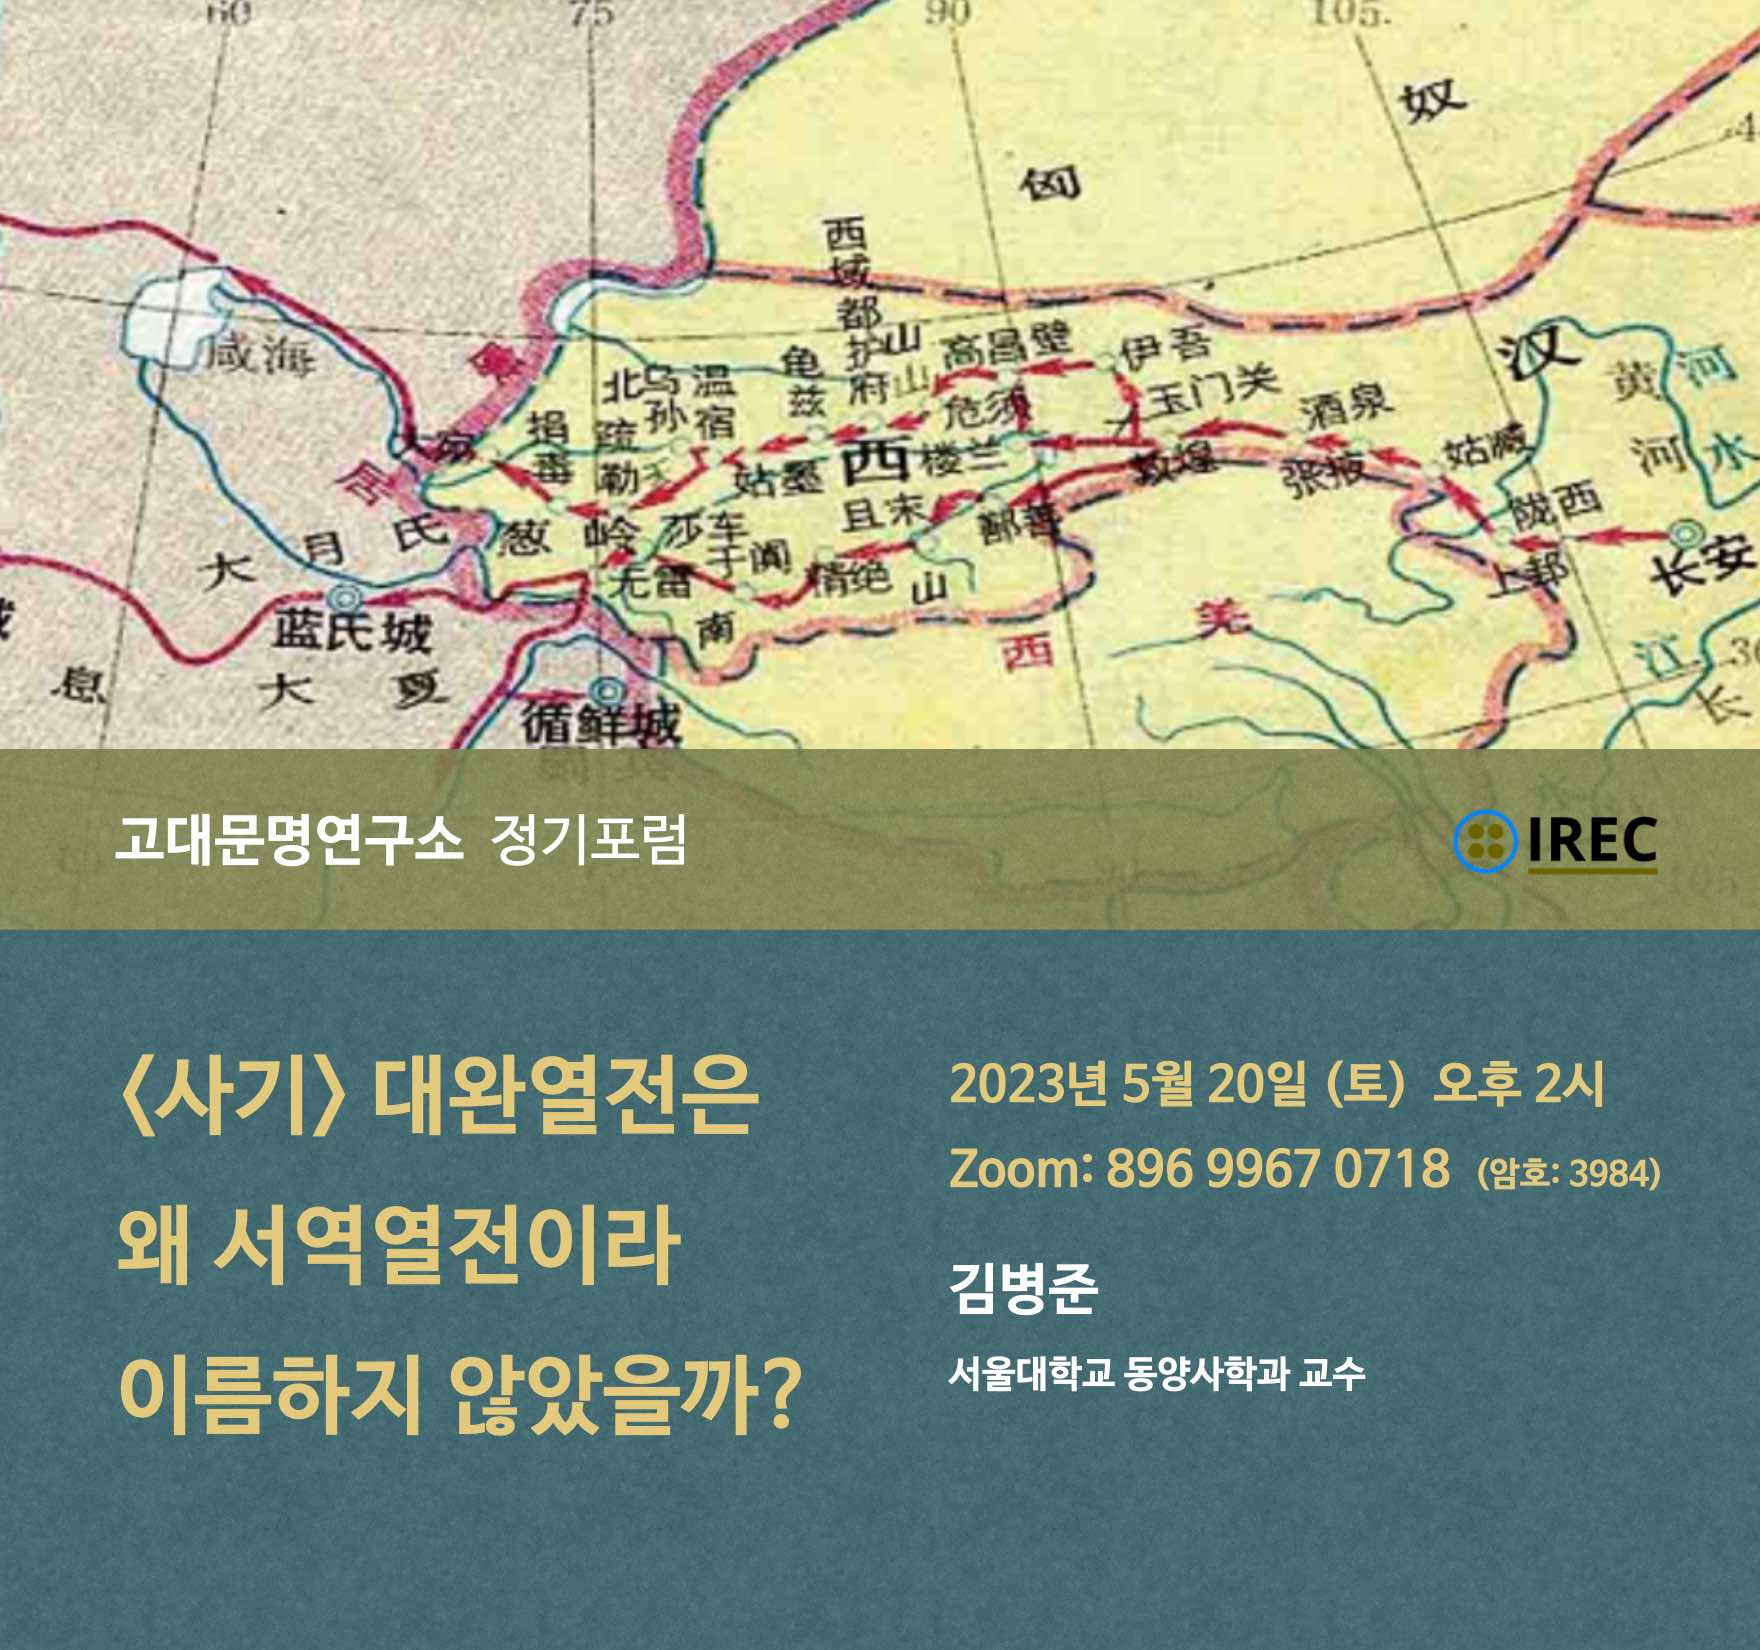 60 75 90 105.
奴
匈
西域都护府
咸海
山
高昌壁
伊吾
汉
黄河
龟兹
北
乌孙
温宿
捐毒
疏勒
危须
玉门关
酒泉
河水
居
姑墨
西
楼兰
敦煌
张掖
姑臧
且末
鄯善
陇西
大月氏
葱岭
莎车
于阗
无雷
精绝
山
上邽
长安
蓝氏城
南
西羌
江
息
大夏
长
循鲜城
고대문명연구소 정기포럼
IREC
<사기> 대완열전은
왜 서역열전이라
이름하지 않았을까?
2023년 5월 20일 (토) 오후 2시
Zoom: 896 9967 0718 (암호: 3984)
김병준
서울대학교 동양사학과 교수